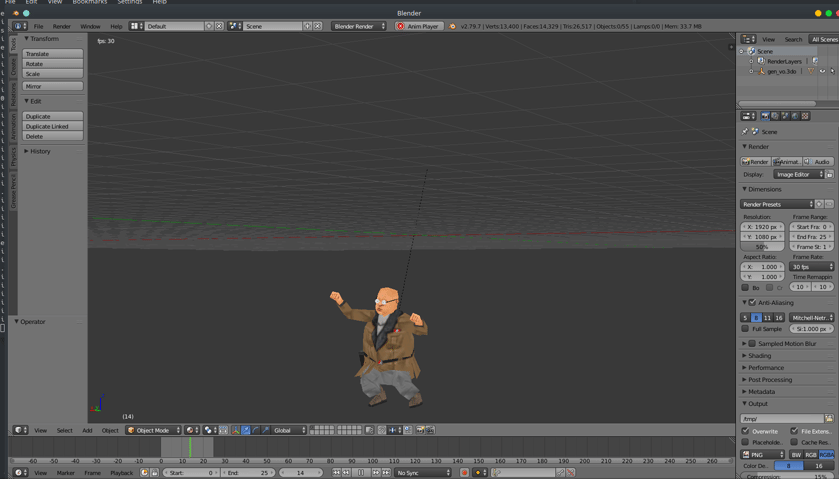 File Edit View Bookmarks Settings Help
Blender
File Render Window Help Default Scene Blender Render Anim Player v2.79.7 | Verts:13,400 | Faces:14,329 | Tris:26,517 | Objects:0/55 | Lamps:0/0 | Mem: 33.7 MB
View Search All Scenes
Transform
Translate
Rotate
Scale
Mirror
Edit
Duplicate
Duplicate Linked
Delete
History
Grease Pencil
Physics
Animation
fps: 30
Operator
(14)
Scene
RenderLayers
gen_vo.3do
Scene
Render
Render Animat Audio
Display: Image Editor
Dimensions
Render Presets
Resolution: Frame Range:
X: 1920 px Start Fra: 0
Y: 1080 px End Fra: 25
50% Frame St: 1
Aspect Ratio: Frame Rate:
X: 1.000 30 fps
Y: 1.000 Time Remappin
Bo Cr 10 10
Anti-Aliasing
5 8 11 16 Mitchell-Netr
Full Sample Si:1.000 px
Sampled Motion Blur
Shading
Performance
Post Processing
Metadata
Output
/tmp/
Overwrite File Extens
Placeholde Cache Res
PNG BW RGB RGBA
Color De 8 16
Compression: 15%
View Select Add Object Object Mode Global
-60 -50 -40 -30 -20 -10 0 10 20 30 40 50 60 70 80 90 100 110 120 130 140 150 160 170 180 190 200 210 220 230 240 250 260
View Marker Frame Playback Start: 0 End: 25 14 No Sync